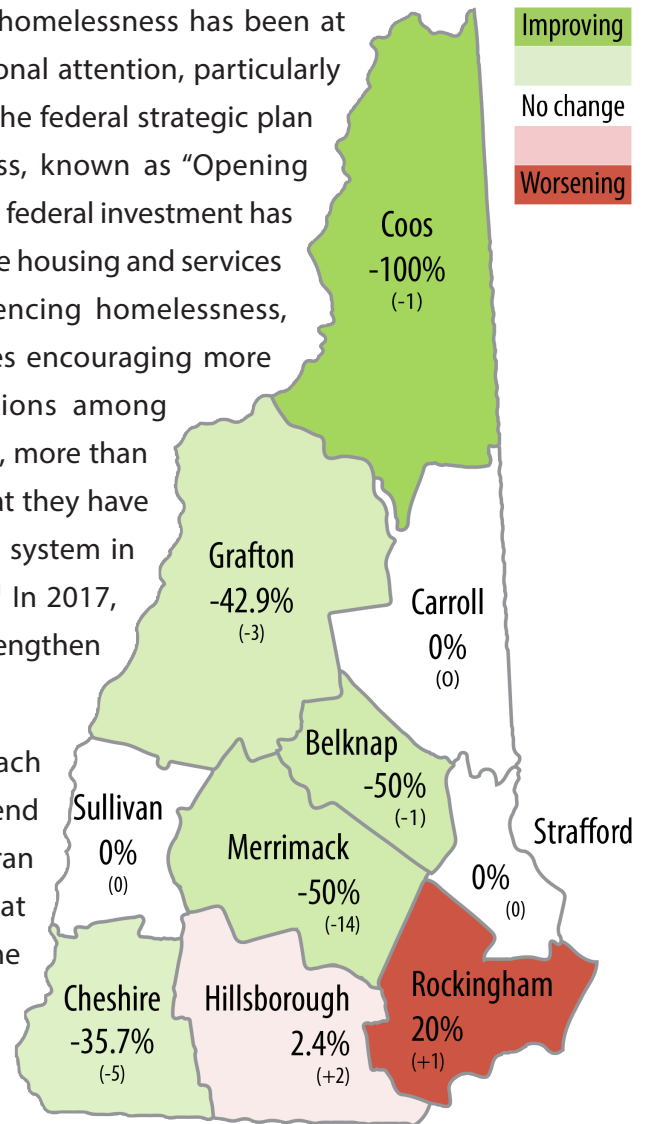 homelessness has been at
onal attention, particularly
he federal strategic plan
ss, known as “Opening
federal investment has
e housing and services
encing homelessness,
es encouraging more
ions among
, more than
at they have
system in
In 2017,
engthen
ach
end
ran
at
ne
Improving
No change
Worsening
Coos
-100%
(-1)
Grafton
-42.9%
(-3)
Carroll
0%
(0)
Belknap
-50%
(-1)
Sullivan
0%
(0)
Merrimack
-50%
(-14)
Strafford
0%
(0)
Cheshire
-35.7%
(-5)
Hillsborough
2.4%
(+2)
Rockingham
20%
(+1)